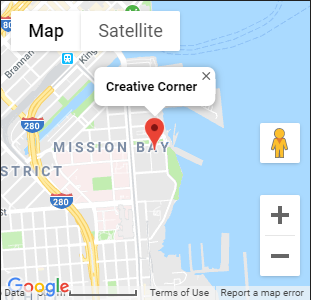 Map
Satellite
Brannan
King
Creative Corner
280
MISSION BAY
STRICT
280
St
Google
Data
Terms of Use
Report a map error